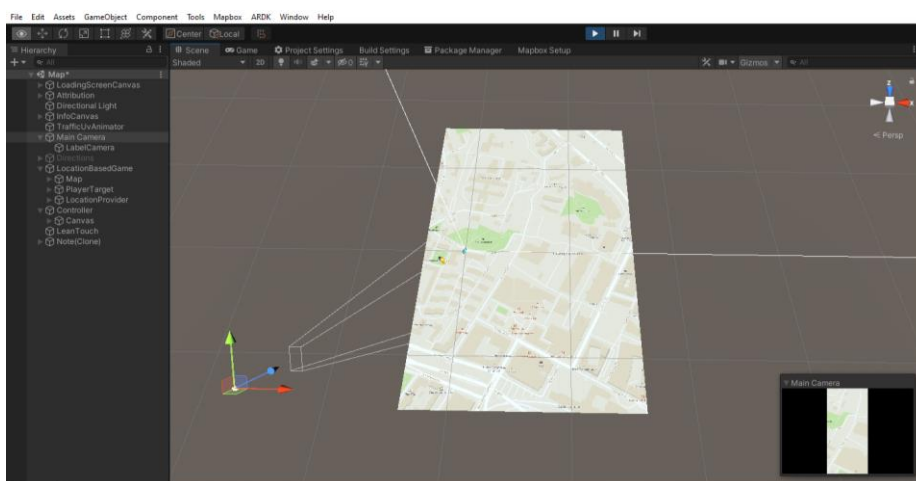 File Edit Assets GameObject Component Tools Mapbox ARDK Window Help
Center Local
Hierarchy
Scene Game Project Settings Build Settings Package Manager Mapbox Setup
All
Shaded 2D Gizmos All
Map*
LoadingScreenCanvas
Attribution
Directional Light
InfoCanvas
TrafficUvAnimator
Main Camera
LabelCamera
Directions
LocationBasedGame
Map
PlayerTarget
LocationProvider
Controller
Canvas
LeanTouch
Note(Clone)
Persp
Main Camera